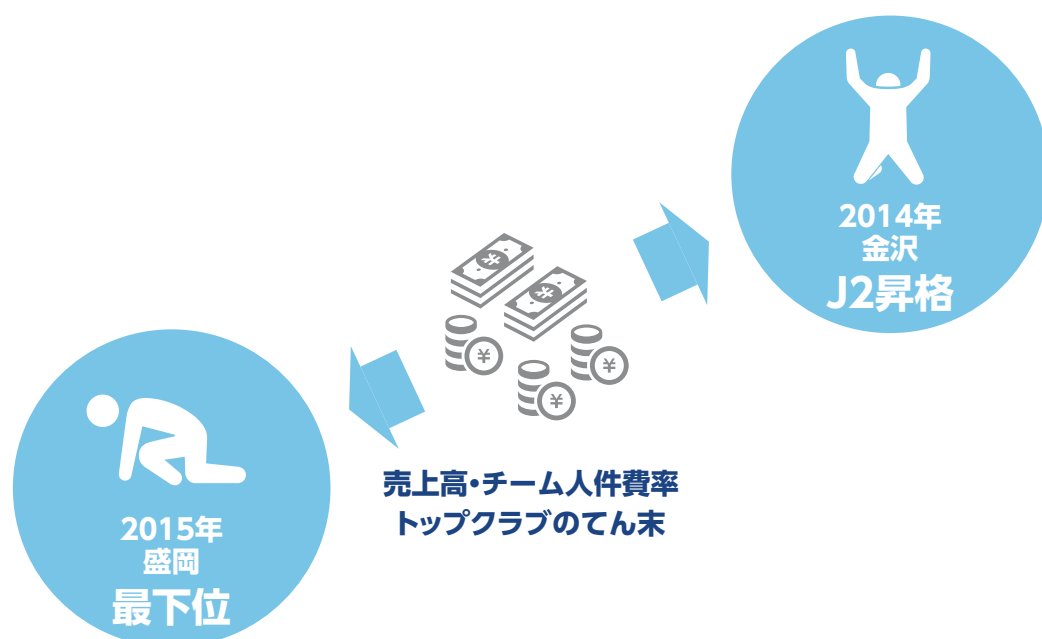 2014年
金沢
J2昇格
¥
¥
¥
¥
¥
売上高・チーム人件費率
トップクラブのてん末
2015年
盛岡
最下位